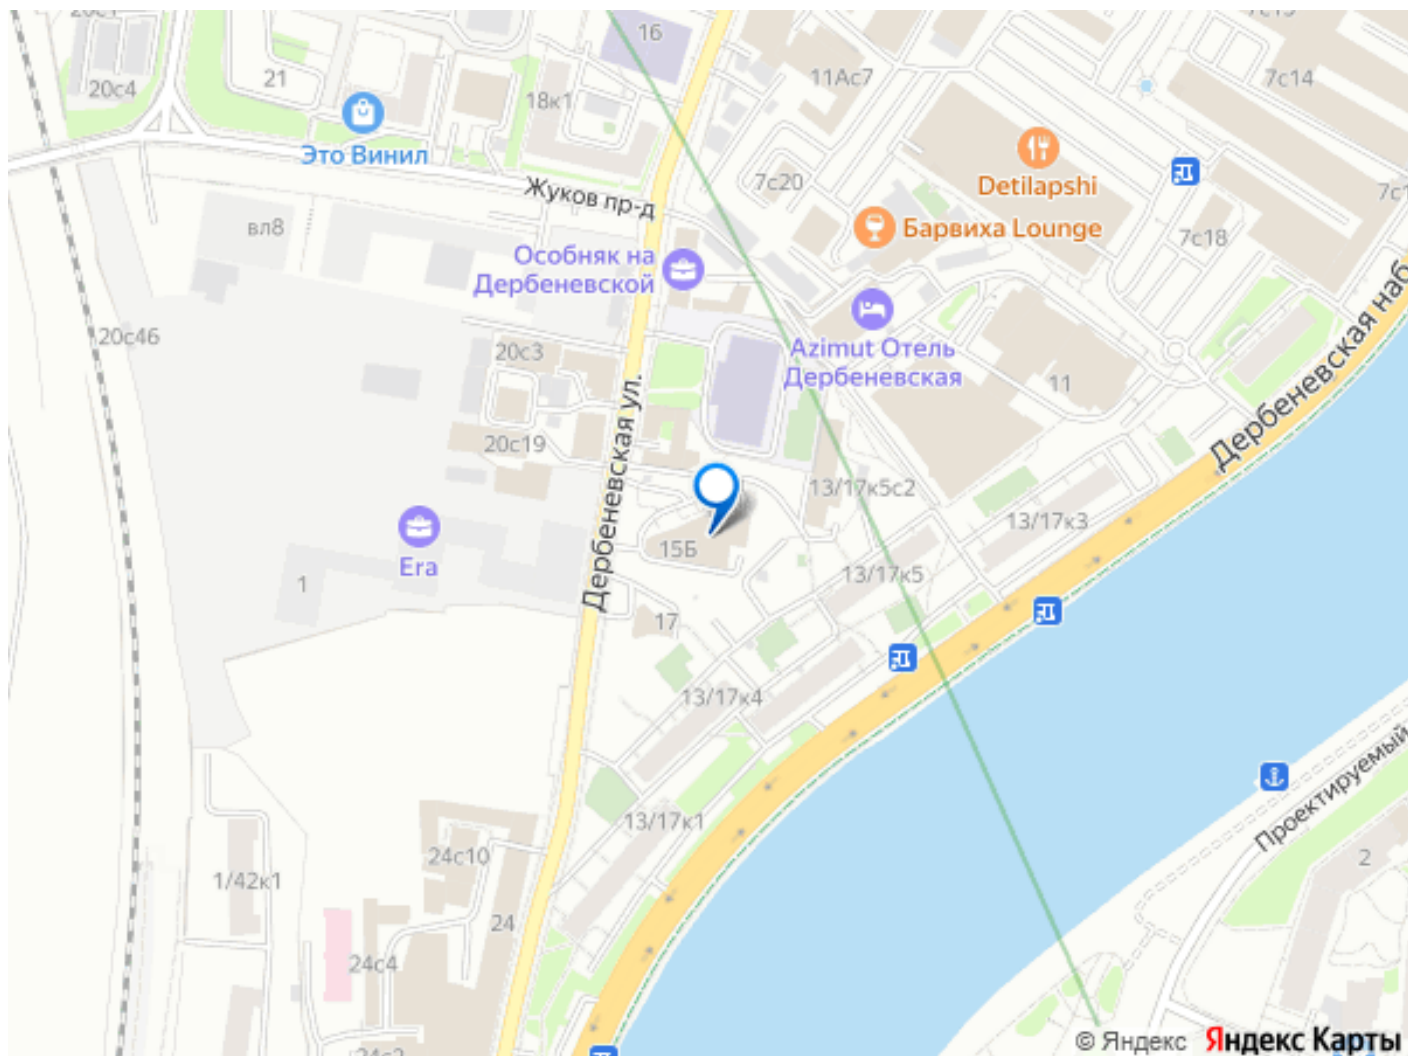 16
20с4
21
18к1
11Ас7
7с14
Это Винил
Detilapshi
7с20
Жуков пр-д
вл8
Барвиха Lounge
7с18
Особняк на
Дербеневской
20с46
20с3
Azimut Отель
Дербеневская
11
Дербеневская наб
Дербеневская ул.
20с19
13/17к5с2
13/17к3
Era
15Б
1
13/17к5
17
13/17к4
Проектируемый
13/17к1
2
24с10
1/42к1
24
24с4
© Яндекс Яндекс Карты